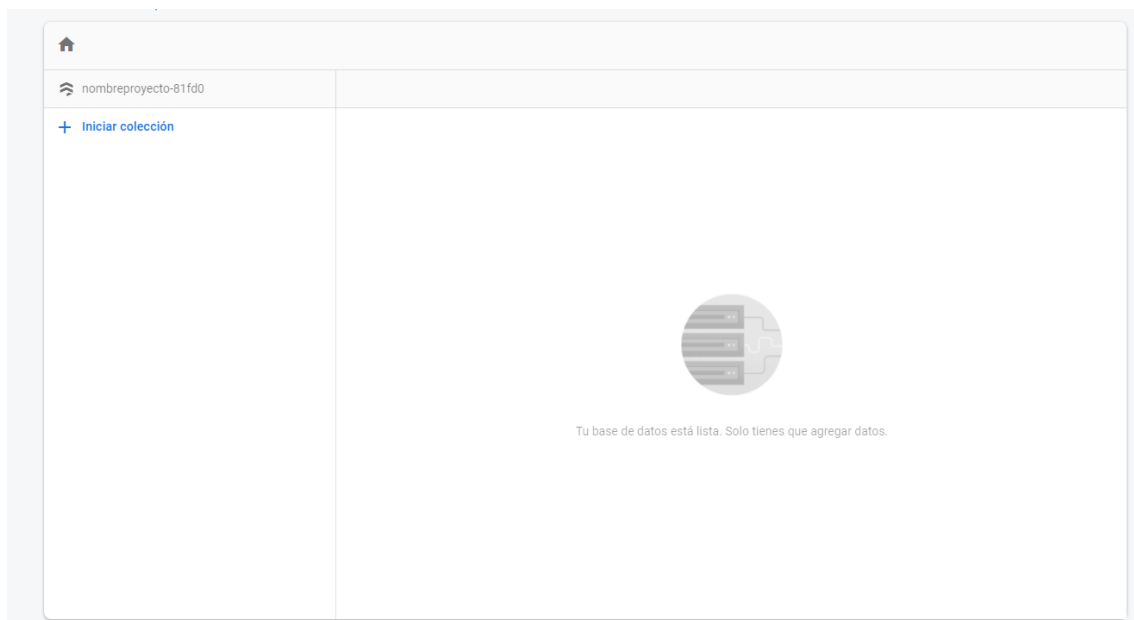 nombreproyecto-81fd0
Iniciar colección
Tu base de datos está lista. Solo tienes que agregar datos.